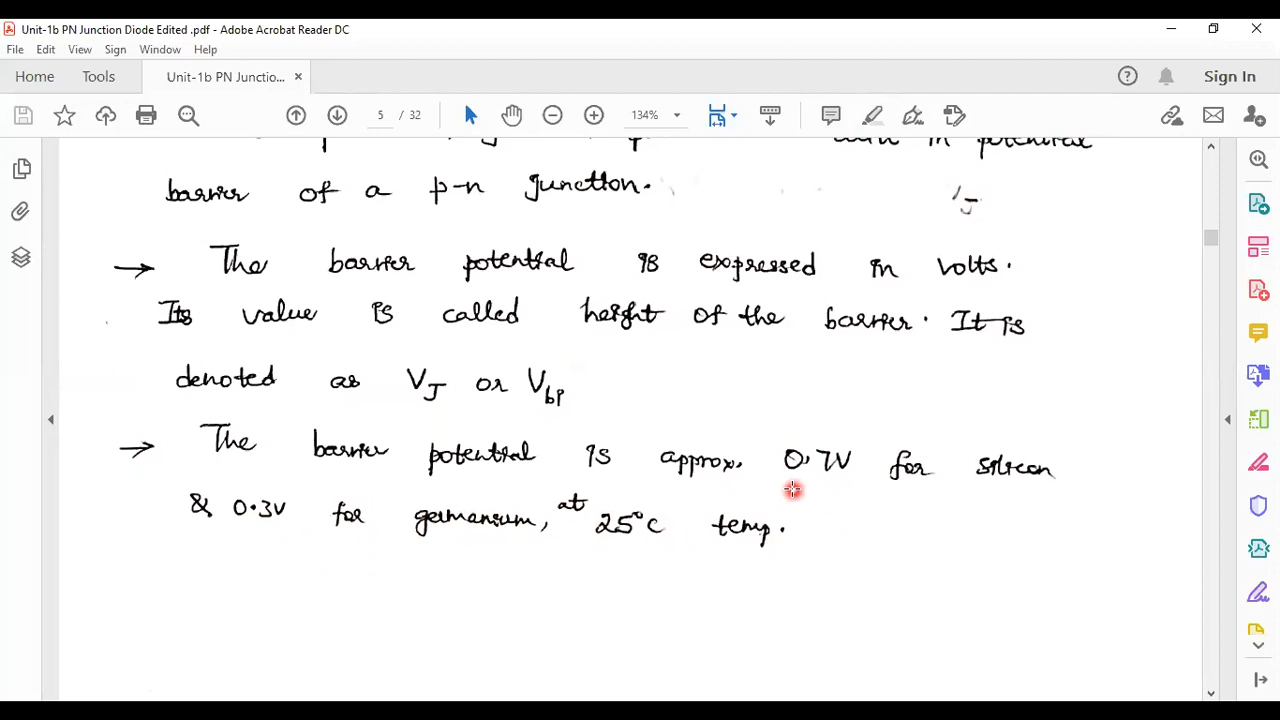 Unit-1b PN Junction Diode Edited .pdf - Adobe Acrobat Reader DC
File Edit View Sign Window Help
Home Tools Unit-1b PN Junctio... × Sign In
5 / 32 134%
in potential
barrier of a p-n junction.
→ The barrier potential is expressed in volts.
Its value is called height of the barrier. It is
denoted as VJ or Vbp
→ The barrier potential is approx. 0.7V for silicon
& 0.3V for germanium, at 25°C temp.